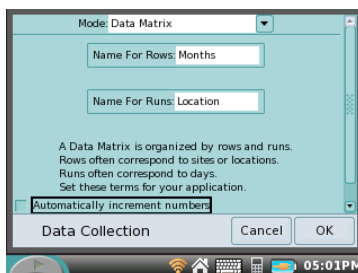 Mode: Data Matrix
Name For Rows: Months
Name For Runs: Location
A Data Matrix is organized by rows and runs.
Rows often correspond to sites or locations.
Runs often correspond to days.
Set these terms for your application.
Automatically increment numbers
Data Collection Cancel OK
05:01PM